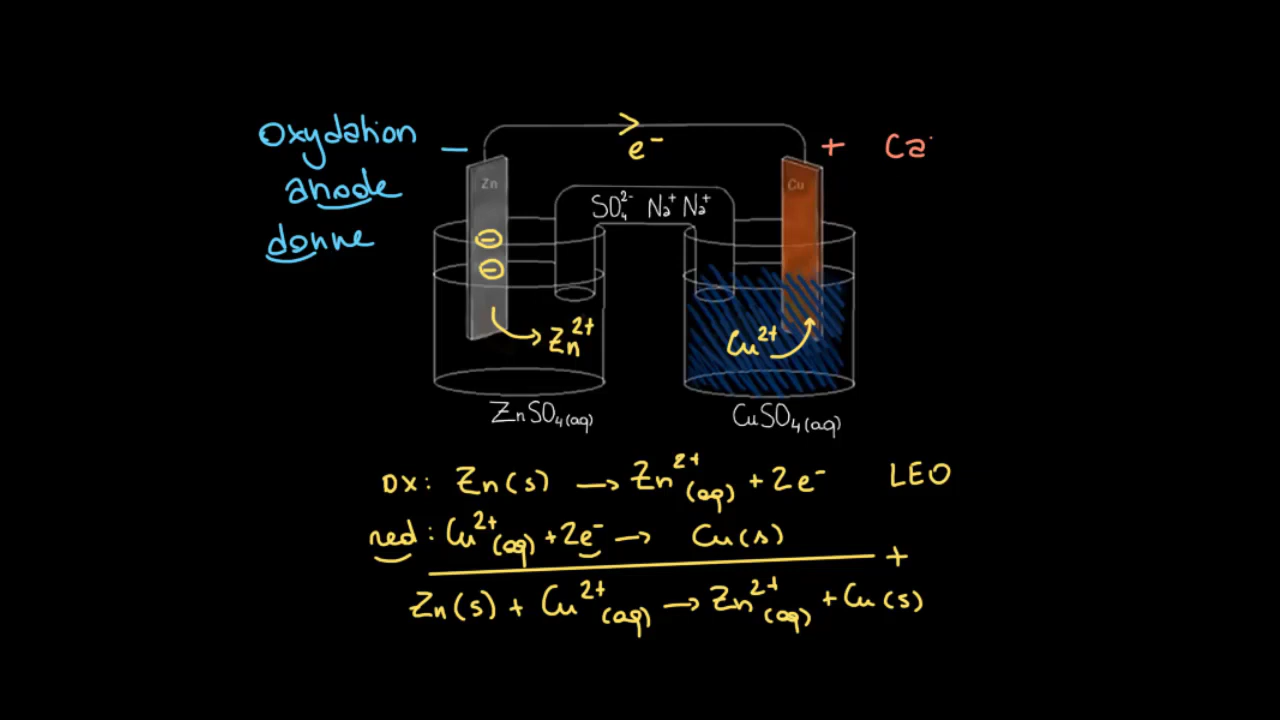 Oxydation
anode
donne
−
e⁻
+
Ca
Zn
Cu
SO₄²⁻ Na⁺ Na⁺
−
−
Zn²⁺
Cu²⁺
ZnSO₄(aq)
CuSO₄(aq)
ox: Zn(s) → Zn²⁺(aq) + 2e⁻
LEO
red: Cu²⁺(aq) + 2e⁻ → Cu(s)
+
Zn(s) + Cu²⁺(aq) → Zn²⁺(aq) + Cu(s)